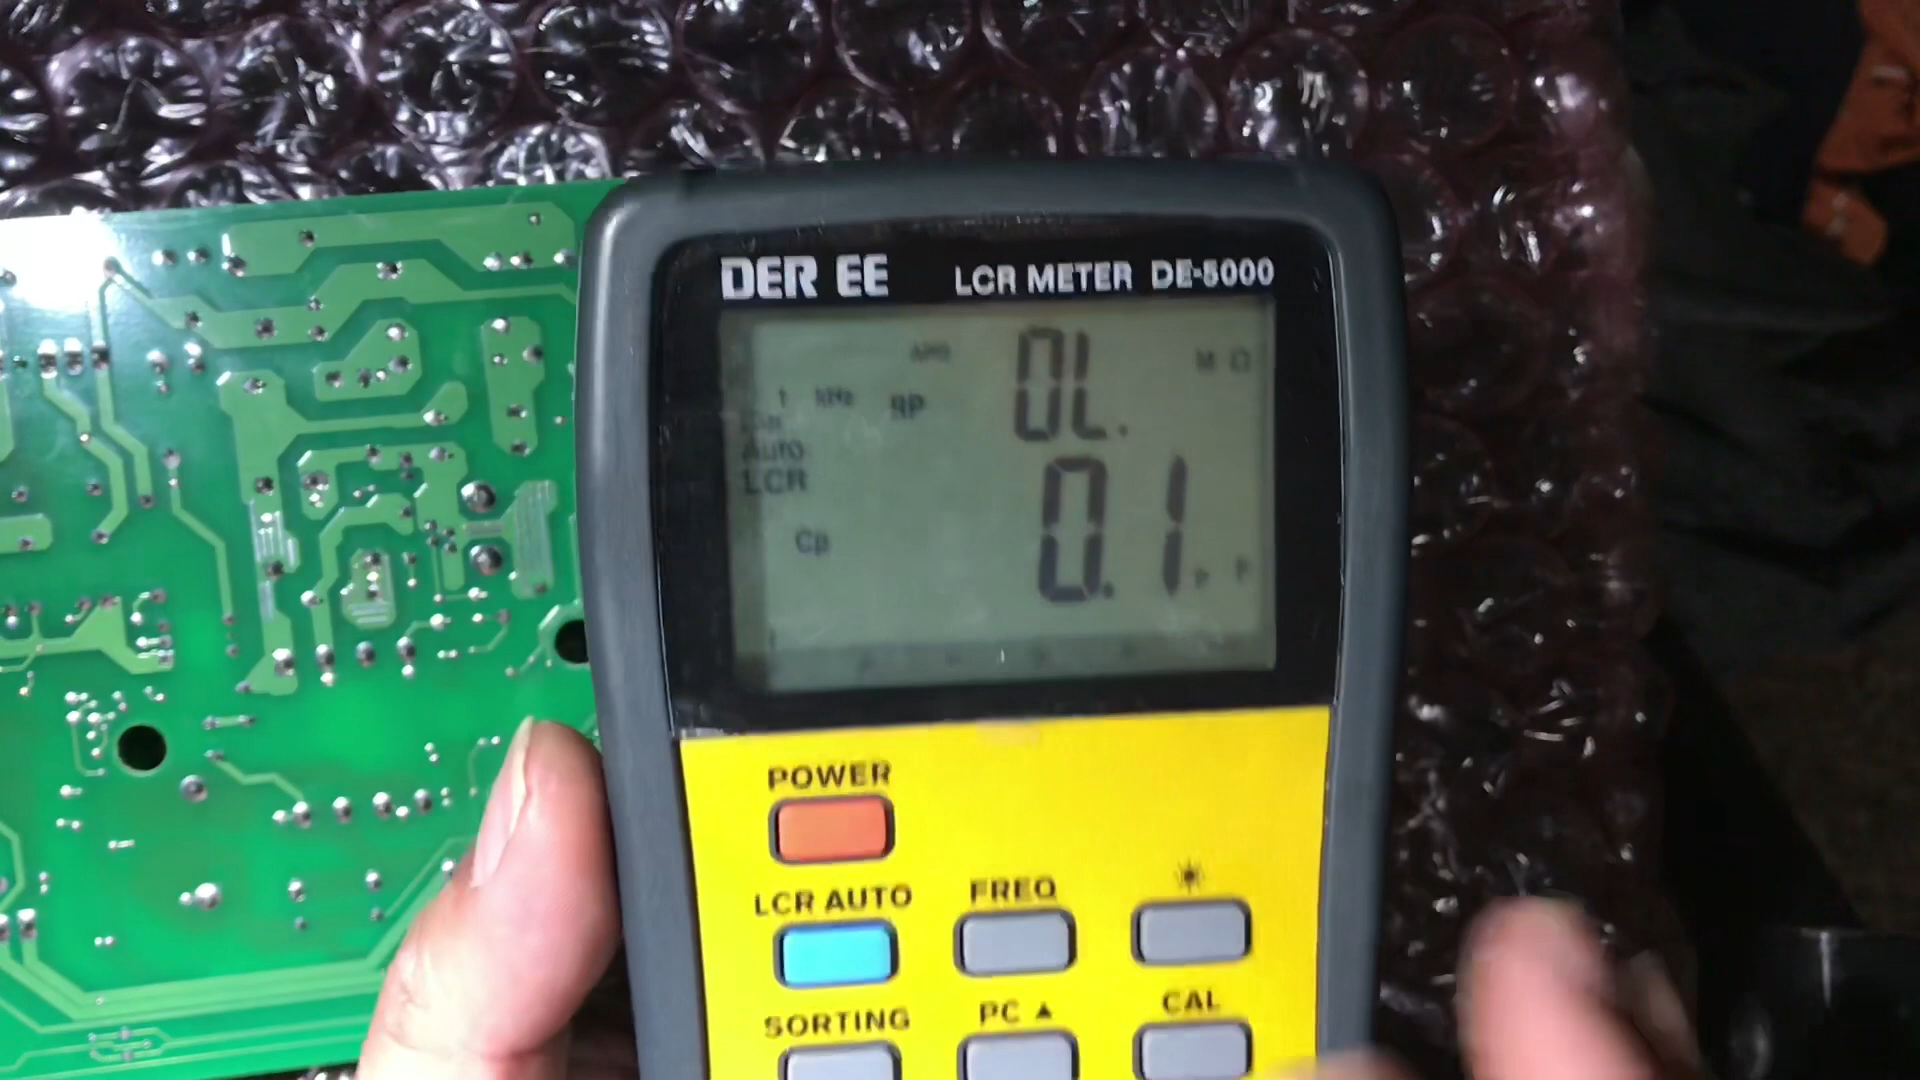 DER EE LCR METER DE-5000
OL. M Ω
1 kHz RP
Auto
LCR
0.1 p F
Cp
POWER
LCR AUTO FREQ
SORTING PC ▲ CAL